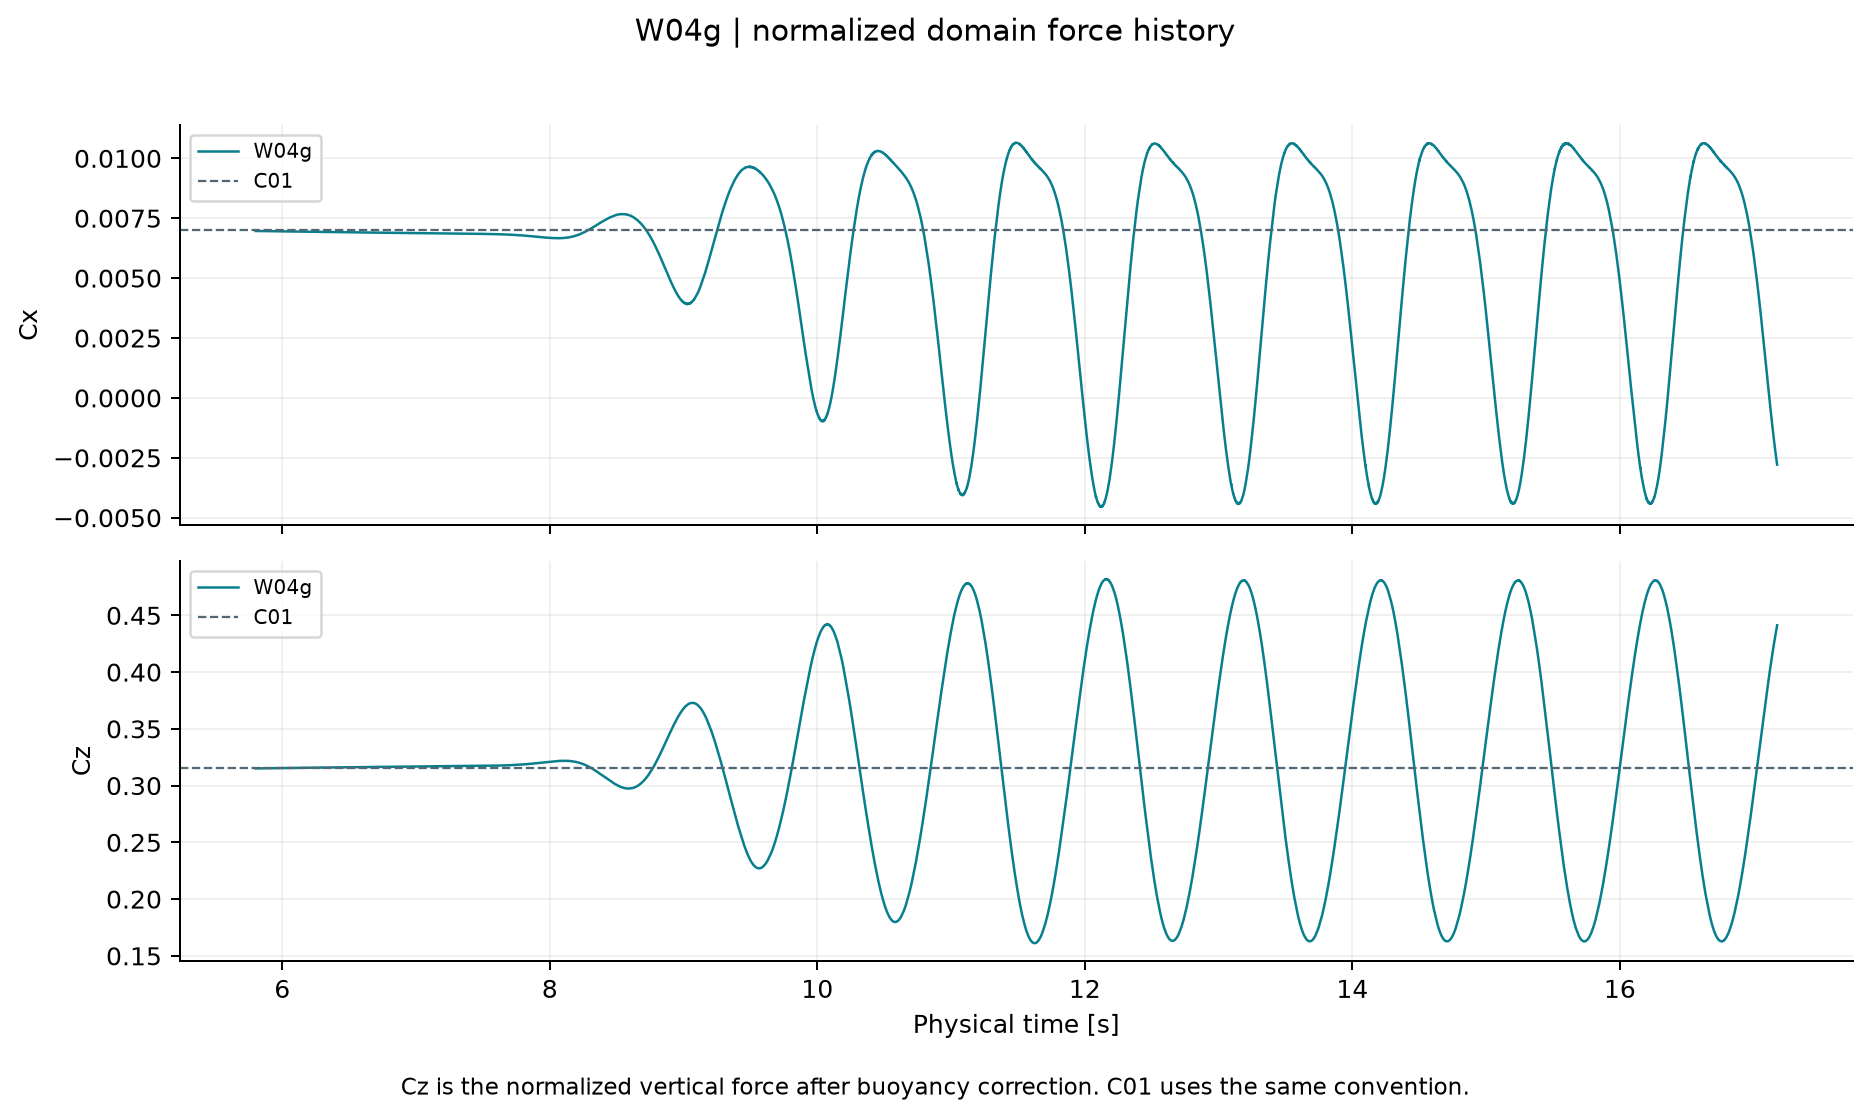 W04g | normalized domain force history
W04g
C01
0.0100
0.0075
0.0050
0.0025
0.0000
−0.0025
−0.0050
Cx
W04g
C01
0.45
0.40
0.35
0.30
0.25
0.20
0.15
Cz
6 8 10 12 14 16
Physical time [s]
Cz is the normalized vertical force after buoyancy correction. C01 uses the same convention.